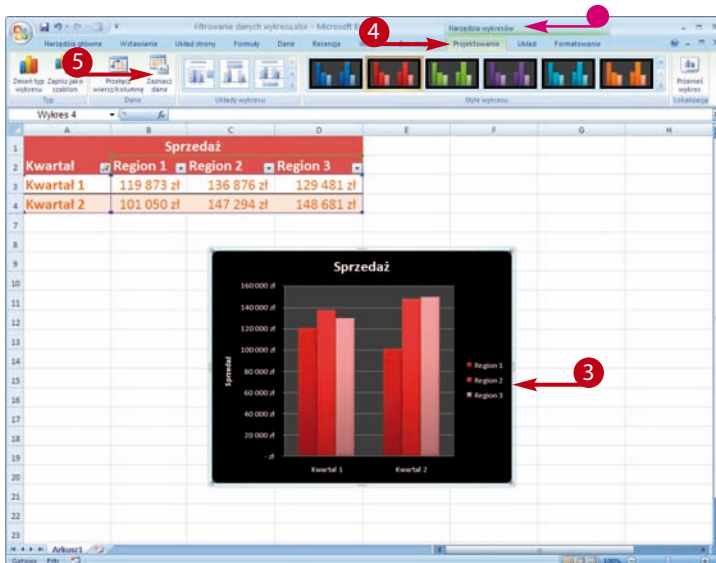 Filtrowanie danych wykresu.xlsx - Microsoft E
Narzędzia wykresów
4
Narzędzia główne Wstawianie Układ strony Formuły Dane Recenzja Projektowanie Układ Formatowanie
5
Zmień typ wykresu Zapisz jako szablon Przełącz wiersz/kolumnę Zaznacz dane Przenieś wykres
Typ Dane Układy wykresu Style wykresu Lokalizacja
Wykres 4 fx
A B C D E F G H
1 Sprzedaż
2 Kwartał Region 1 Region 2 Region 3
3 Kwartał 1 119 873 zł 136 876 zł 129 481 zł
4 Kwartał 2 101 050 zł 147 294 zł 148 681 zł
7
8
9
10
11
12
13
14
15
16
17
18
19
20
21
22
23
Sprzedaż
160 000 zł
140 000 zł
120 000 zł
100 000 zł
80 000 zł
60 000 zł
40 000 zł
20 000 zł
- zł
Sprzedaż
Kwartał 1 Kwartał 2
Region 1
Region 2
Region 3
3
Arkusz1
Gotowy 100%